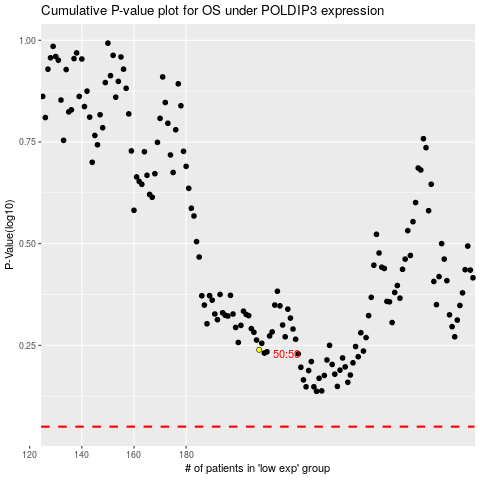 Cumulative P-value plot for OS under POLDIP3 expression
P-Value(log10)
1.00
0.75
0.50
0.25
50:50
120 140 160 180
# of patients in 'low exp' group